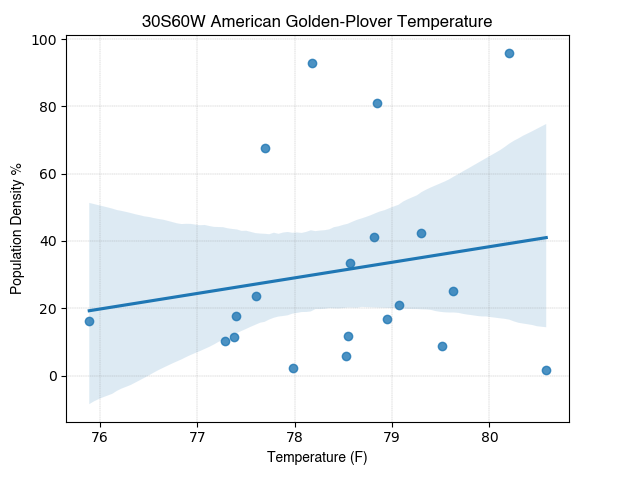 30S60W American Golden-Plover Temperature
100
80
60
40
20
0
Population Density %
76 77 78 79 80
Temperature (F)